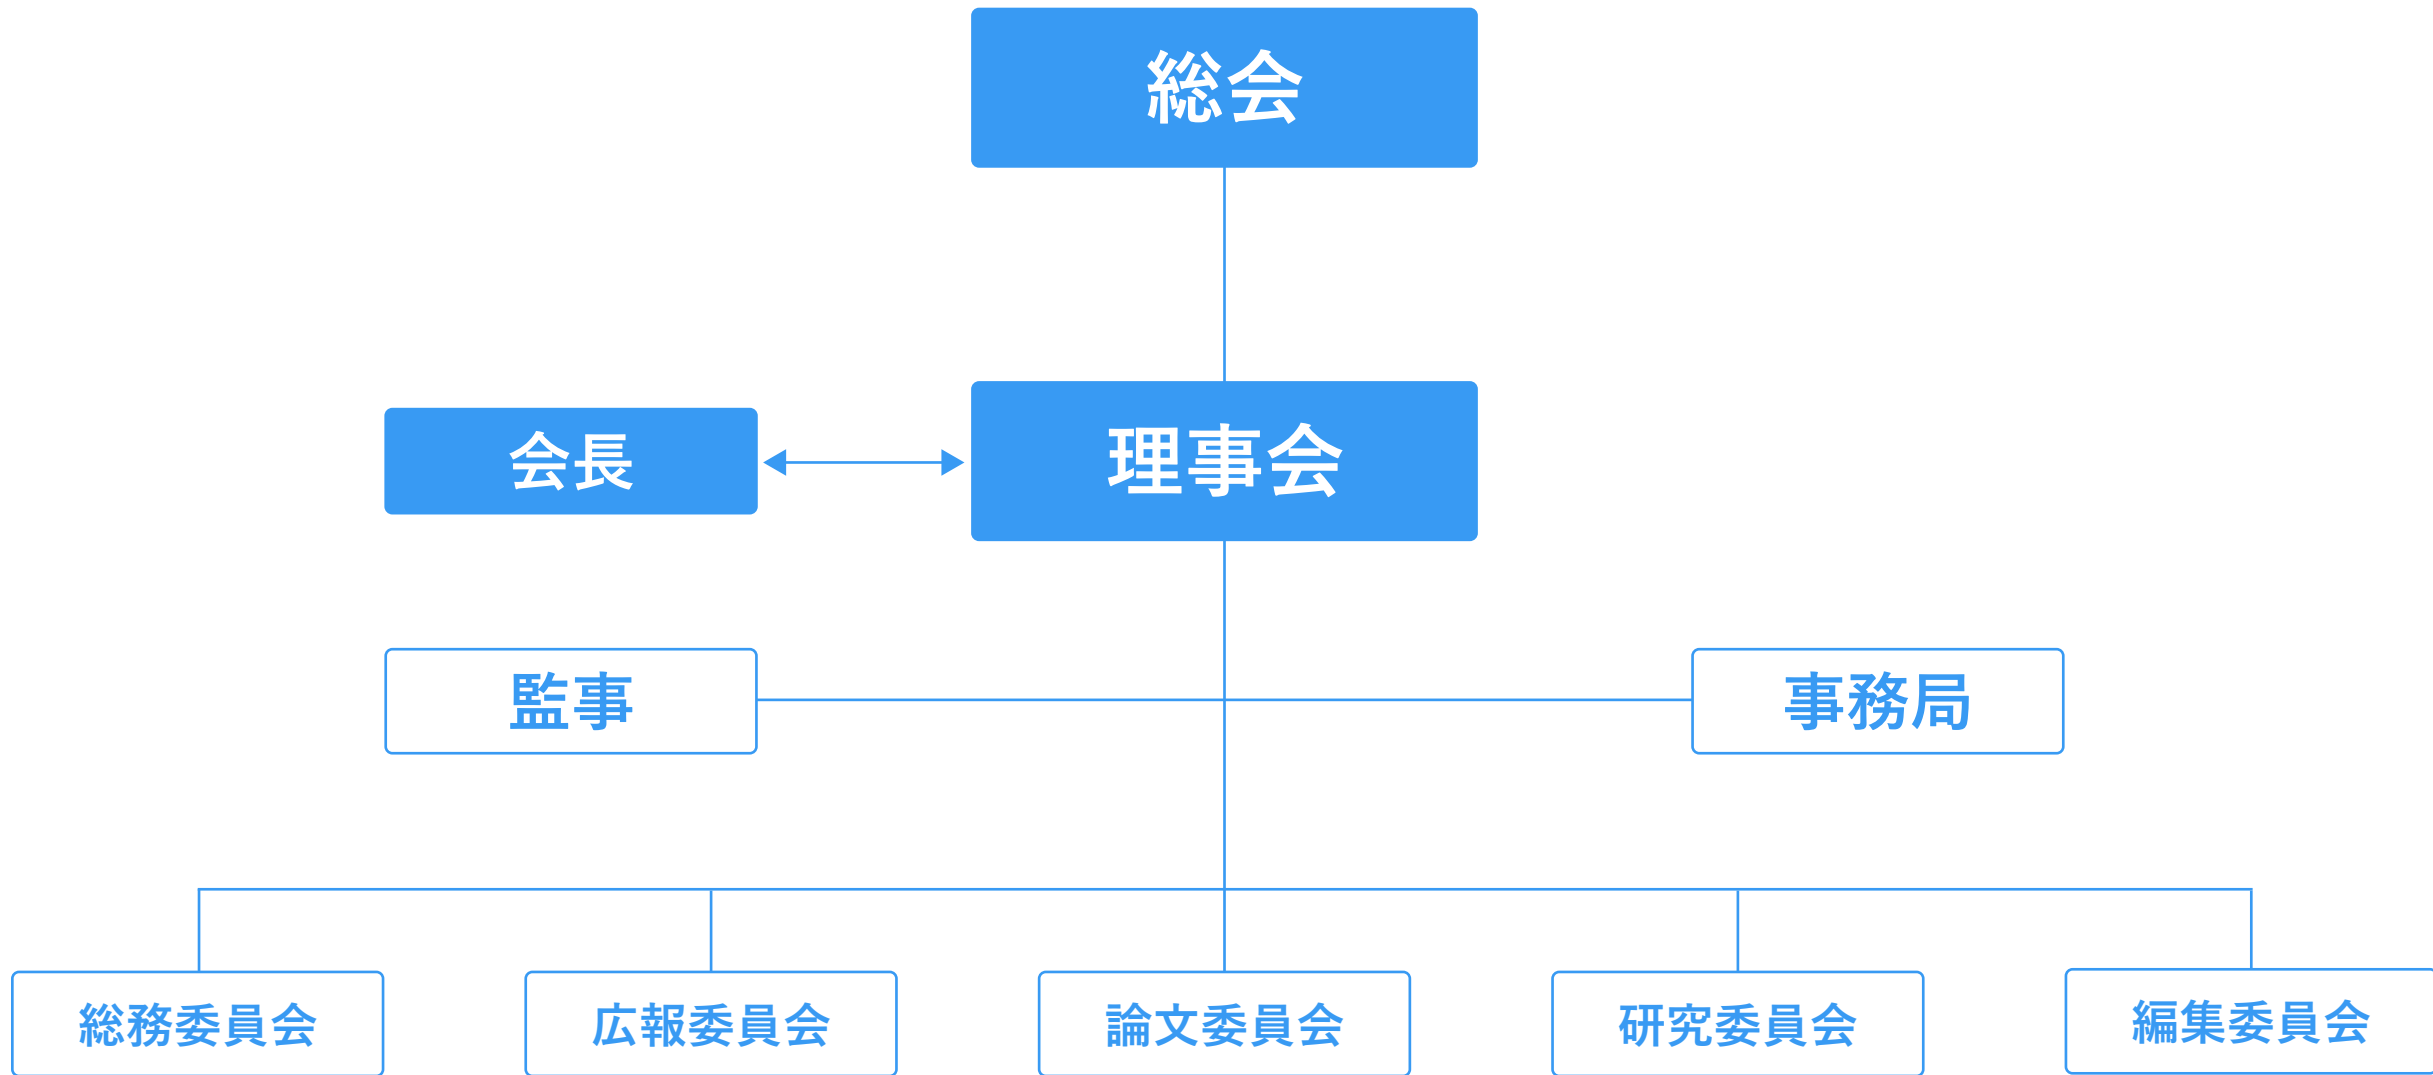 総会
会長
理事会
監事
事務局
総務委員会
広報委員会
論文委員会
研究委員会
編集委員会